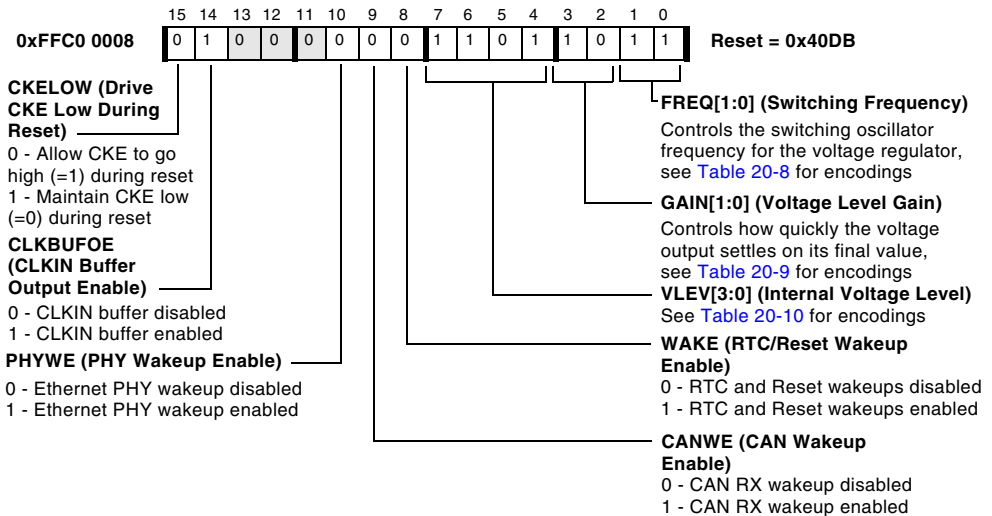 15 14 13 12 11 10 9 8 7 6 5 4 3 2 1 0
0xFFC0 0008 0 1 0 0 0 0 0 0 1 1 0 1 1 0 1 1 Reset = 0x40DB
CKELOW (Drive
CKE Low During
Reset)
0 - Allow CKE to go
high (=1) during reset
1 - Maintain CKE low
(=0) during reset
CLKBUFOE
(CLKIN Buffer
Output Enable)
0 - CLKIN buffer disabled
1 - CLKIN buffer enabled
PHYWE (PHY Wakeup Enable)
0 - Ethernet PHY wakeup disabled
1 - Ethernet PHY wakeup enabled
FREQ[1:0] (Switching Frequency)
Controls the switching oscillator
frequency for the voltage regulator,
see Table 20-8 for encodings
GAIN[1:0] (Voltage Level Gain)
Controls how quickly the voltage
output settles on its final value,
see Table 20-9 for encodings
VLEV[3:0] (Internal Voltage Level)
See Table 20-10 for encodings
WAKE (RTC/Reset Wakeup
Enable)
0 - RTC and Reset wakeups disabled
1 - RTC and Reset wakeups enabled
CANWE (CAN Wakeup
Enable)
0 - CAN RX wakeup disabled
1 - CAN RX wakeup enabled